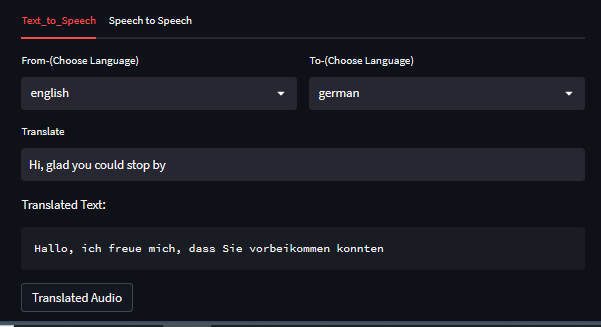 Text_to_Speech Speech to Speech
From-(Choose Language) To-(Choose Language)
english german
Translate
Hi, glad you could stop by
Translated Text:
Hallo, ich freue mich, dass Sie vorbeikommen konnten
Translated Audio